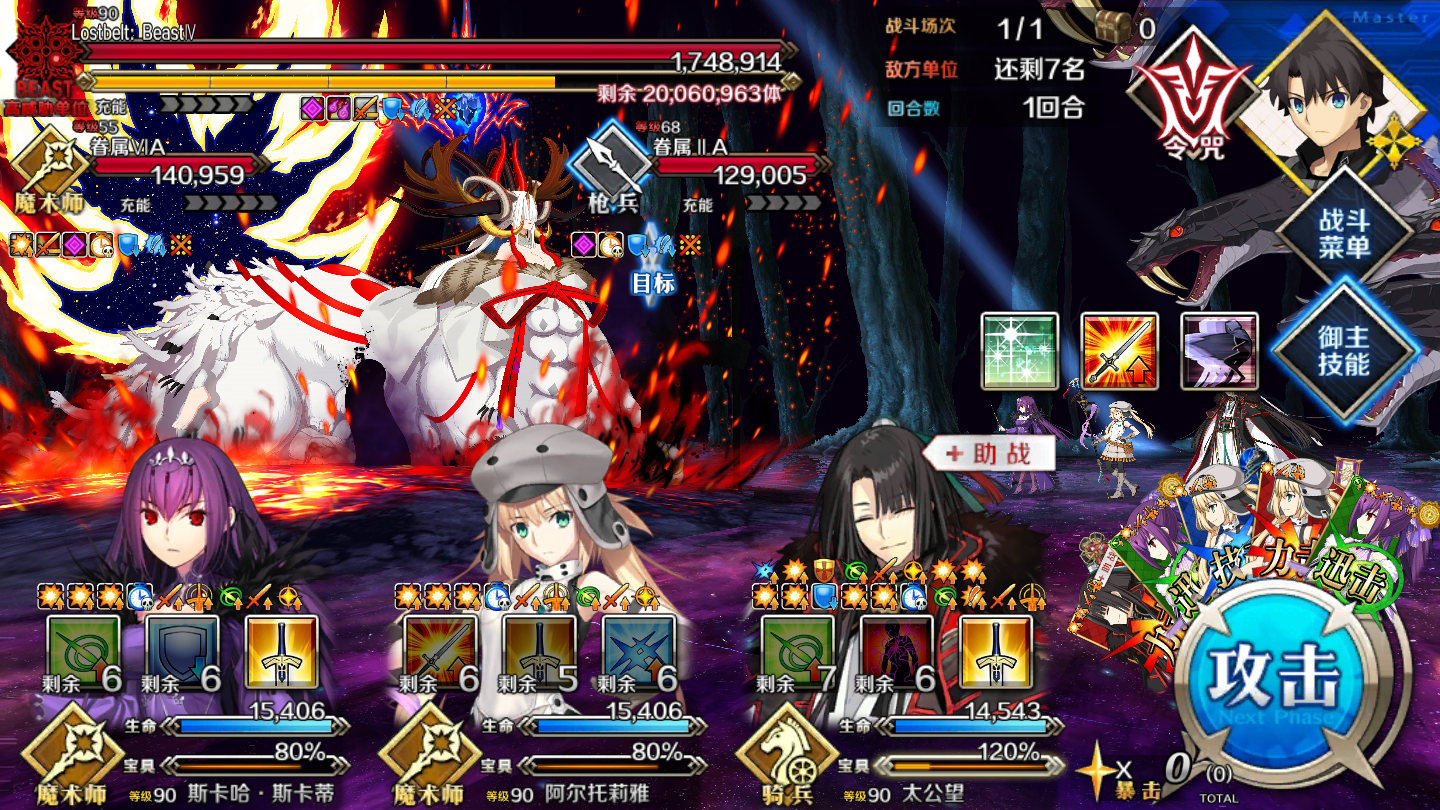 等级90
Lostbelt: BeastⅣ
1,748,914
BEAST
高威胁单位
充能
剩余 20,060,963体
等级55
眷属ⅥA
140,959
魔术师
充能
等级68
眷属ⅡA
129,005
枪兵
充能
目标
战斗场次 1/1
0
敌方单位 还剩7名
回合数 1回合
Master
令咒
战斗
菜单
御主
技能
+ 助战
剩余 6
剩余 6
剩余 6
剩余 5
剩余 6
剩余 7
剩余 6
生命 15,406
宝具 80%
魔术师
等级90 斯卡哈·斯卡蒂
生命 15,406
宝具 80%
魔术师
等级90 阿尔托莉雅
生命 14,543
宝具 120%
骑兵
等级90 太公望
迅
技
力
迅击
攻击
Next Phase
X
暴击
0
(0)
TOTAL